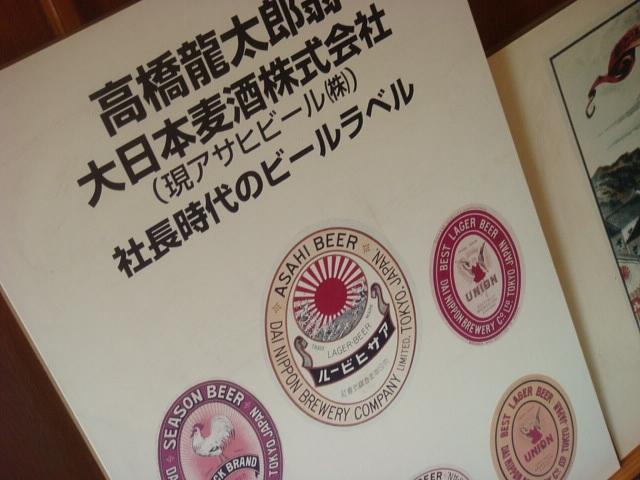 高橋龍太郎翁
大日本麦酒株式会社
（現アサヒビール㈱）
社長時代のビールラベル
BEST LAGER BEER
UNION
DAI NIPPON BREWERY Co LTD TOKYO JAPAN
ASAHI BEER
TRADE MARK
LAGER-BEER
ルービヒサア
DAI NIPPON BREWERY COMPANY LIMITED, TOKYO, JAPAN
SEASON BEER
TOKYO.JAPAN
BRAND
BEST LAGER BEER
UNION
DAI NIPPON BREWERY Co LTD TOKYO JAPAN